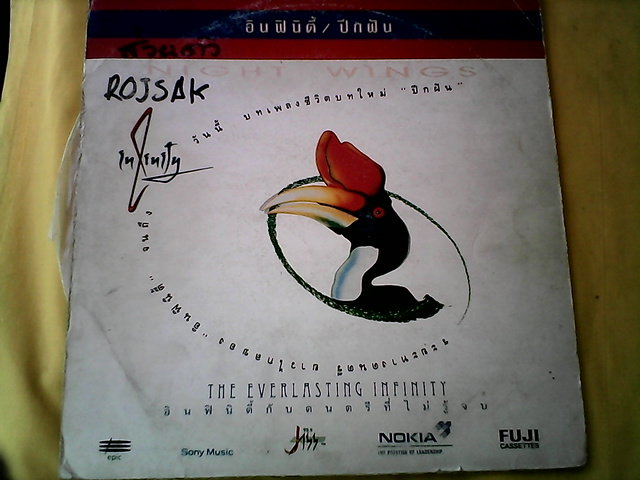 อินฟินิตี้ / ปีกฝัน
NIGHT WINGS
ROJSAK
วันนี้ บทเพลงชีวิตบทใหม่ "ปีกฝัน"
infinity
THE EVERLASTING INFINITY
อินฟินิตี้กับดนตรีที่ไม่รู้จบ
epic
Sony Music
NOKIA
FUJI
CASSETTES